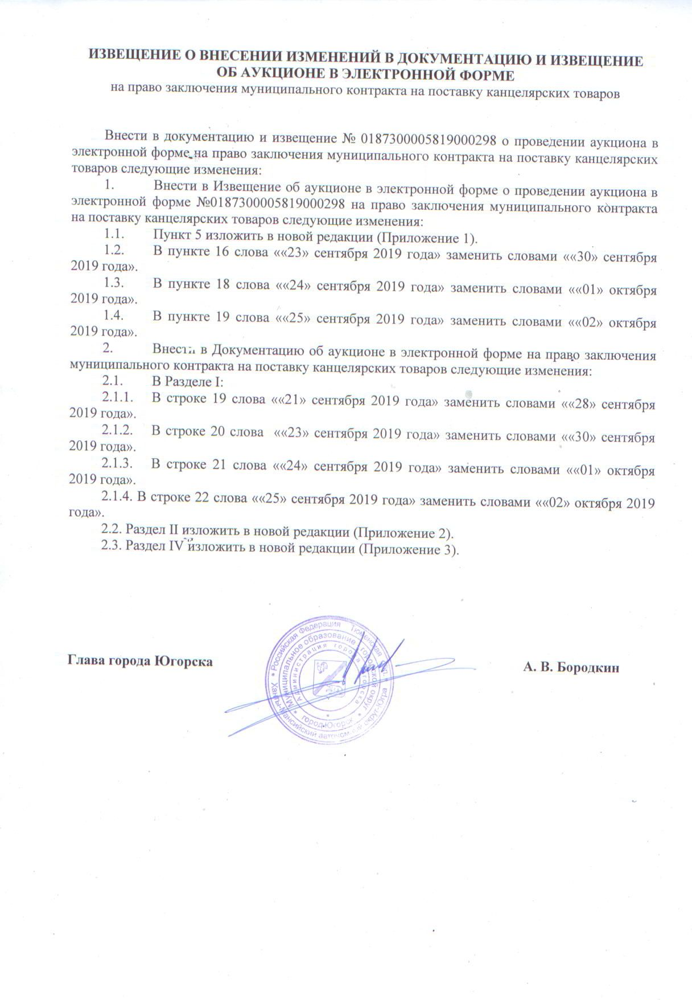 ИЗВЕЩЕНИЕ О ВНЕСЕНИИ ИЗМЕНЕНИЙ В ДОКУМЕНТАЦИЮ И ИЗВЕЩЕНИЕ
ОБ АУКЦИОНЕ В ЭЛЕКТРОННОЙ ФОРМЕ
на право заключения муниципального контракта на поставку канцелярских товаров
Внести в документацию и извещение № 0187300005819000298 о проведении аукциона в
электронной форме на право заключения муниципального контракта на поставку канцелярских
товаров следующие изменения:
1. Внести в Извещение об аукционе в электронной форме о проведении аукциона в
электронной форме №0187300005819000298 на право заключения муниципального контракта
на поставку канцелярских товаров следующие изменения:
1.1. Пункт 5 изложить в новой редакции (Приложение 1).
1.2. В пункте 16 слова ««23» сентября 2019 года» заменить словами ««30» сентября
2019 года».
1.3. В пункте 18 слова ««24» сентября 2019 года» заменить словами ««01» октября
2019 года».
1.4. В пункте 19 слова ««25» сентября 2019 года» заменить словами ««02» октября
2019 года».
2. Внести в Документацию об аукционе в электронной форме на право заключения
муниципального контракта на поставку канцелярских товаров следующие изменения:
2.1. В Разделе I:
2.1.1. В строке 19 слова ««21» сентября 2019 года» заменить словами ««28» сентября
2019 года».
2.1.2. В строке 20 слова ««23» сентября 2019 года» заменить словами ««30» сентября
2019 года».
2.1.3. В строке 21 слова ««24» сентября 2019 года» заменить словами ««01» октября
2019 года».
2.1.4. В строке 22 слова ««25» сентября 2019 года» заменить словами ««02» октября 2019
года».
2.2. Раздел II изложить в новой редакции (Приложение 2).
2.3. Раздел IV изложить в новой редакции (Приложение 3).
Глава города Югорска
А. В. Бородкин
Российская Федерация Тюменская обл.
Ханты-Мансийский автономный округ-Югра
Муниципальное образование городской округ
город Югорск
Администрация города Югорска